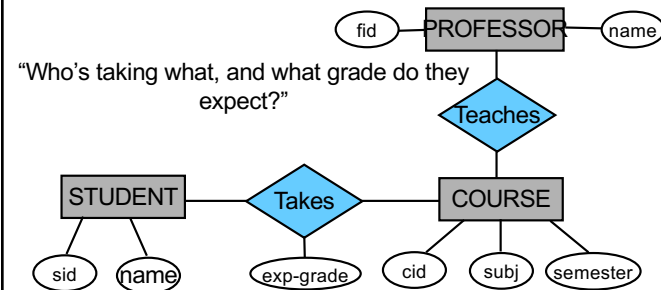 fid
PROFESSOR
name
“Who’s taking what, and what grade do they
expect?”
Teaches
STUDENT
Takes
COURSE
sid
name
exp-grade
cid
subj
semester